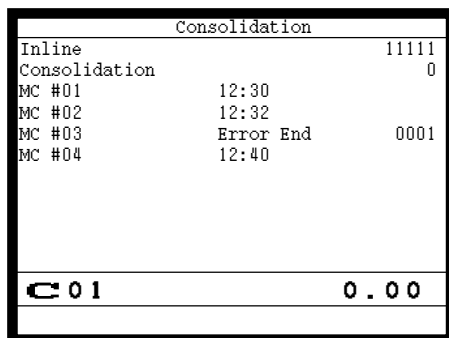 Consolidation
Inline 11111
Consolidation 0
MC #01 12:30
MC #02 12:32
MC #03 Error End 0001
MC #04 12:40
01 0.00